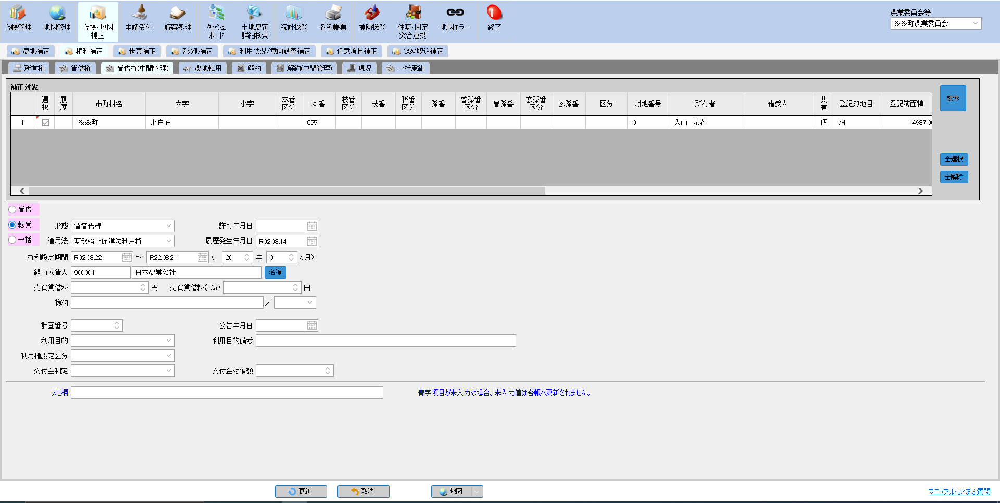 台帳管理
地図管理
台帳・地図
補正
申請受付
議案処理
ダッシュ
ボード
土地農家
詳細検索
統計機能
各種帳票
補助機能
住基・固定
突合連携
地図エラー
終了
農業委員会等
※※町農業委員会
農地補正
権利補正
世帯補正
その他補正
利用状況/意向調査補正
任意項目補正
CSV取込補正
所有権
貸借権
貸借権(中間管理)
農地転用
解約
解約(中間管理)
現況
一括承継
補正対象
選択 履歴 市町村名 大字 小字 本番区分 本番 枝番区分 枝番 孫番区分 孫番 曽孫番区分 曽孫番 玄孫番区分 玄孫番 区分 耕地番号 所有者 借受人 共有 登記簿地目 登記簿面積
1 ※※町 北白石 655 0 入山 元春 個 畑 14987.0
検索
全選択
全解除
貸借
転貸
一括
形態 賃貸借権 許可年月日
適用法 基盤強化促進法利用権 履歴発生年月日 R02.08.14
権利設定期間 R02.08.22 ～ R22.08.21 ( 20 年 0 ヶ月)
経由転貸人 900001 日本農業公社 名簿
売買賃借料 円 売買賃借料(10a) 円
物納 ／
計画番号 公告年月日
利用目的 利用目的備考
利用権設定区分
交付金判定 交付金対象額
メモ欄 青字項目が未入力の場合、未入力値は台帳へ更新されません。
更新 取消 地図
マニュアル・よくある質問